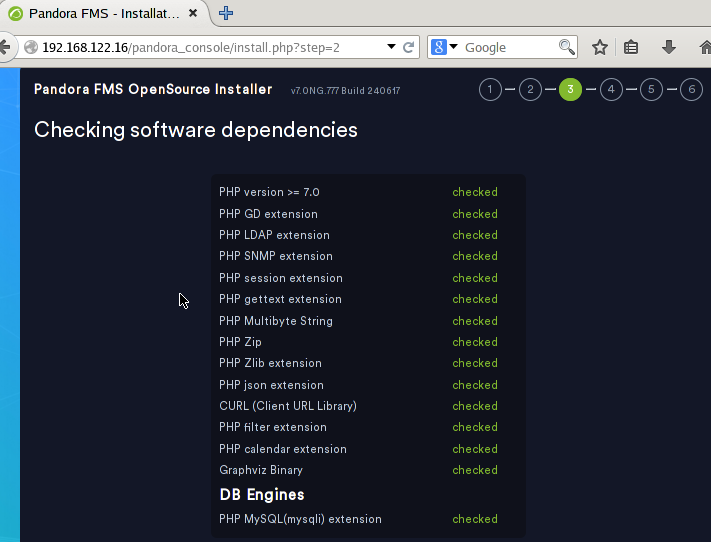 Pandora FMS - Installat...
192.168.122.16/pandora_console/install.php?step=2
Google
Pandora FMS OpenSource Installer v7.0NG.777 Build 240617
1 2 3 4 5 6
Checking software dependencies
PHP version >= 7.0 checked
PHP GD extension checked
PHP LDAP extension checked
PHP SNMP extension checked
PHP session extension checked
PHP gettext extension checked
PHP Multibyte String checked
PHP Zip checked
PHP Zlib extension checked
PHP json extension checked
CURL (Client URL Library) checked
PHP filter extension checked
PHP calendar extension checked
Graphviz Binary checked
DB Engines
PHP MySQL(mysqli) extension checked